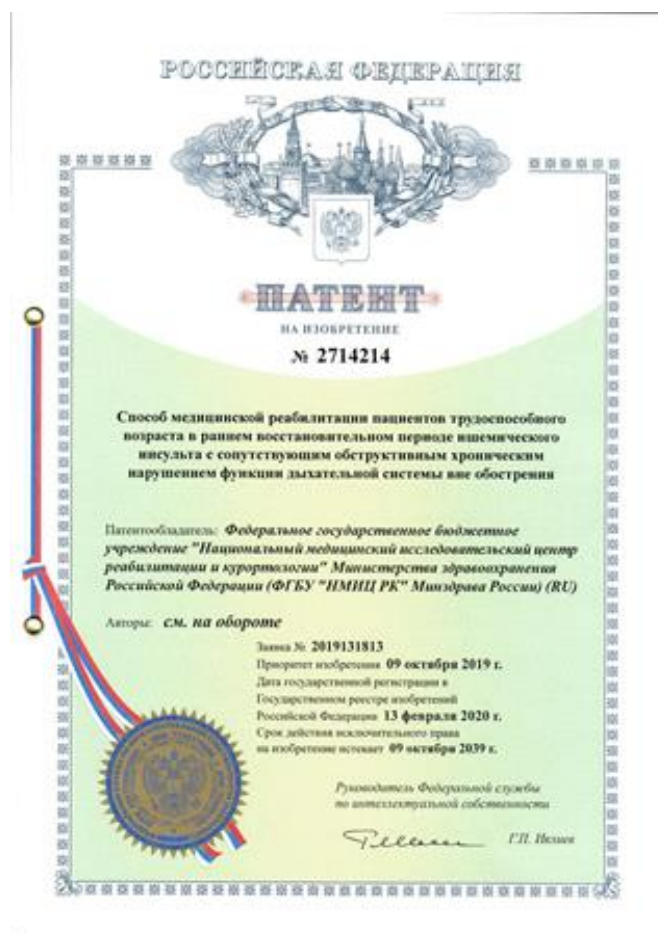 РОССИЙСКАЯ ФЕДЕРАЦИЯ
ПАТЕНТ
НА ИЗОБРЕТЕНИЕ
№ 2714214
Способ медицинской реабилитации пациентов трудоспособного
возраста в раннем восстановительном периоде ишемического
инсульта с сопутствующим обструктивным хроническим
нарушением функции дыхательной системы вне обострения
Патентообладатель: Федеральное государственное бюджетное
учреждение "Национальный медицинский исследовательский центр
реабилитации и курортологии" Министерства здравоохранения
Российской Федерации (ФГБУ "НМИЦ РК" Минздрава России) (RU)
Авторы: см. на обороте
Заявка № 2019131813
Приоритет изобретения 09 октября 2019 г.
Дата государственной регистрации в
Государственном реестре изобретений
Российской Федерации 13 февраля 2020 г.
Срок действия исключительного права
на изобретение истекает 09 октября 2039 г.
Руководитель Федеральной службы
по интеллектуальной собственности
Г.П. Ивлиев